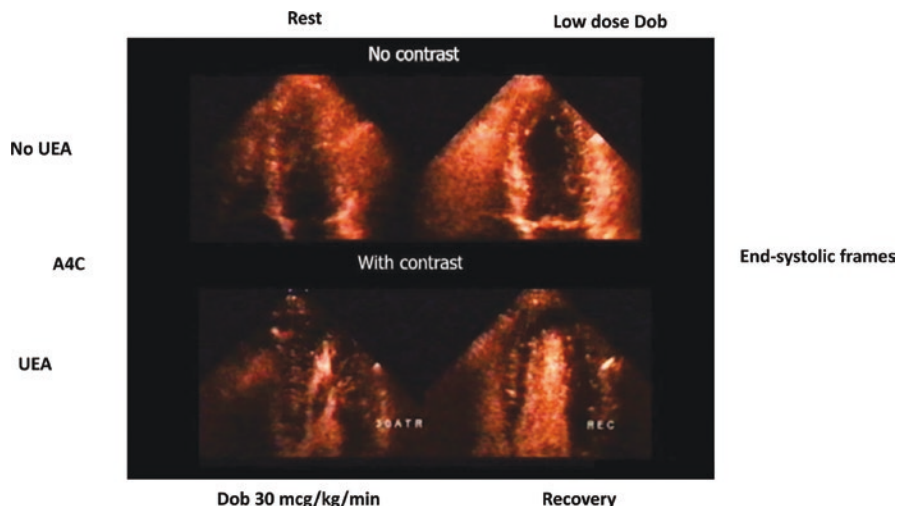 Rest
Low dose Dob
No contrast
No UEA
A4C
With contrast
End-systolic frames
UEA
30ATR
REC
Dob 30 mcg/kg/min
Recovery